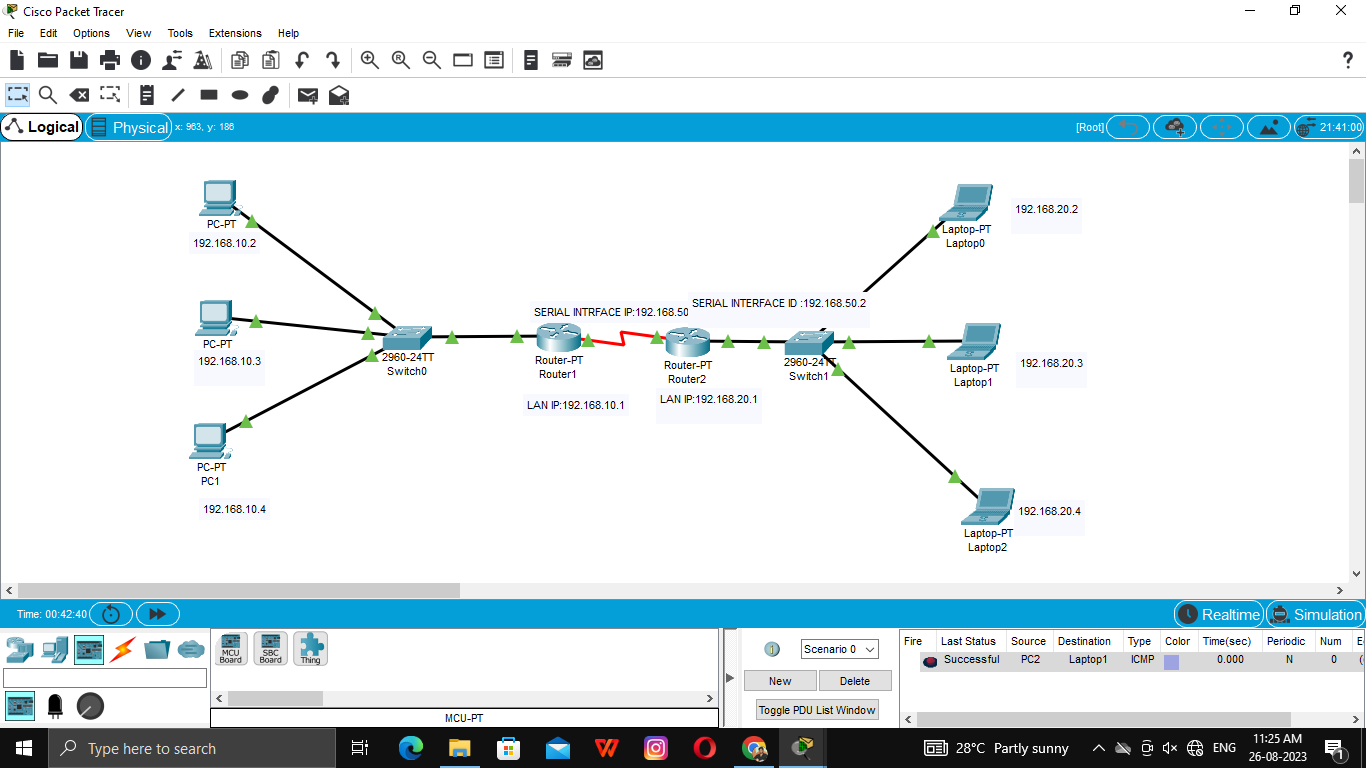 Cisco Packet Tracer
File Edit Options View Tools Extensions Help
?
Logical Physical x: 963, y: 186 [Root] 21:41:00
PC-PT
192.168.10.2
PC-PT
192.168.10.3
PC-PT
PC1
192.168.10.4
2960-24TT
Switch0
SERIAL INTRFACE IP:192.168.50
Router-PT
Router1
LAN IP:192.168.10.1
SERIAL INTERFACE ID :192.168.50.2
Router-PT
Router2
LAN IP:192.168.20.1
2960-24TT
Switch1
Laptop-PT
Laptop0
192.168.20.2
Laptop-PT
Laptop1
192.168.20.3
Laptop-PT
Laptop2
192.168.20.4
Time: 00:42:40 Realtime Simulation
MCU Board
SBC Board
Thing
MCU-PT
Scenario 0
New Delete
Toggle PDU List Window
Fire Last Status Source Destination Type Color Time(sec) Periodic Num
Successful PC2 Laptop1 ICMP 0.000 N 0
Type here to search
28°C Partly sunny
ENG
11:25 AM
26-08-2023
1